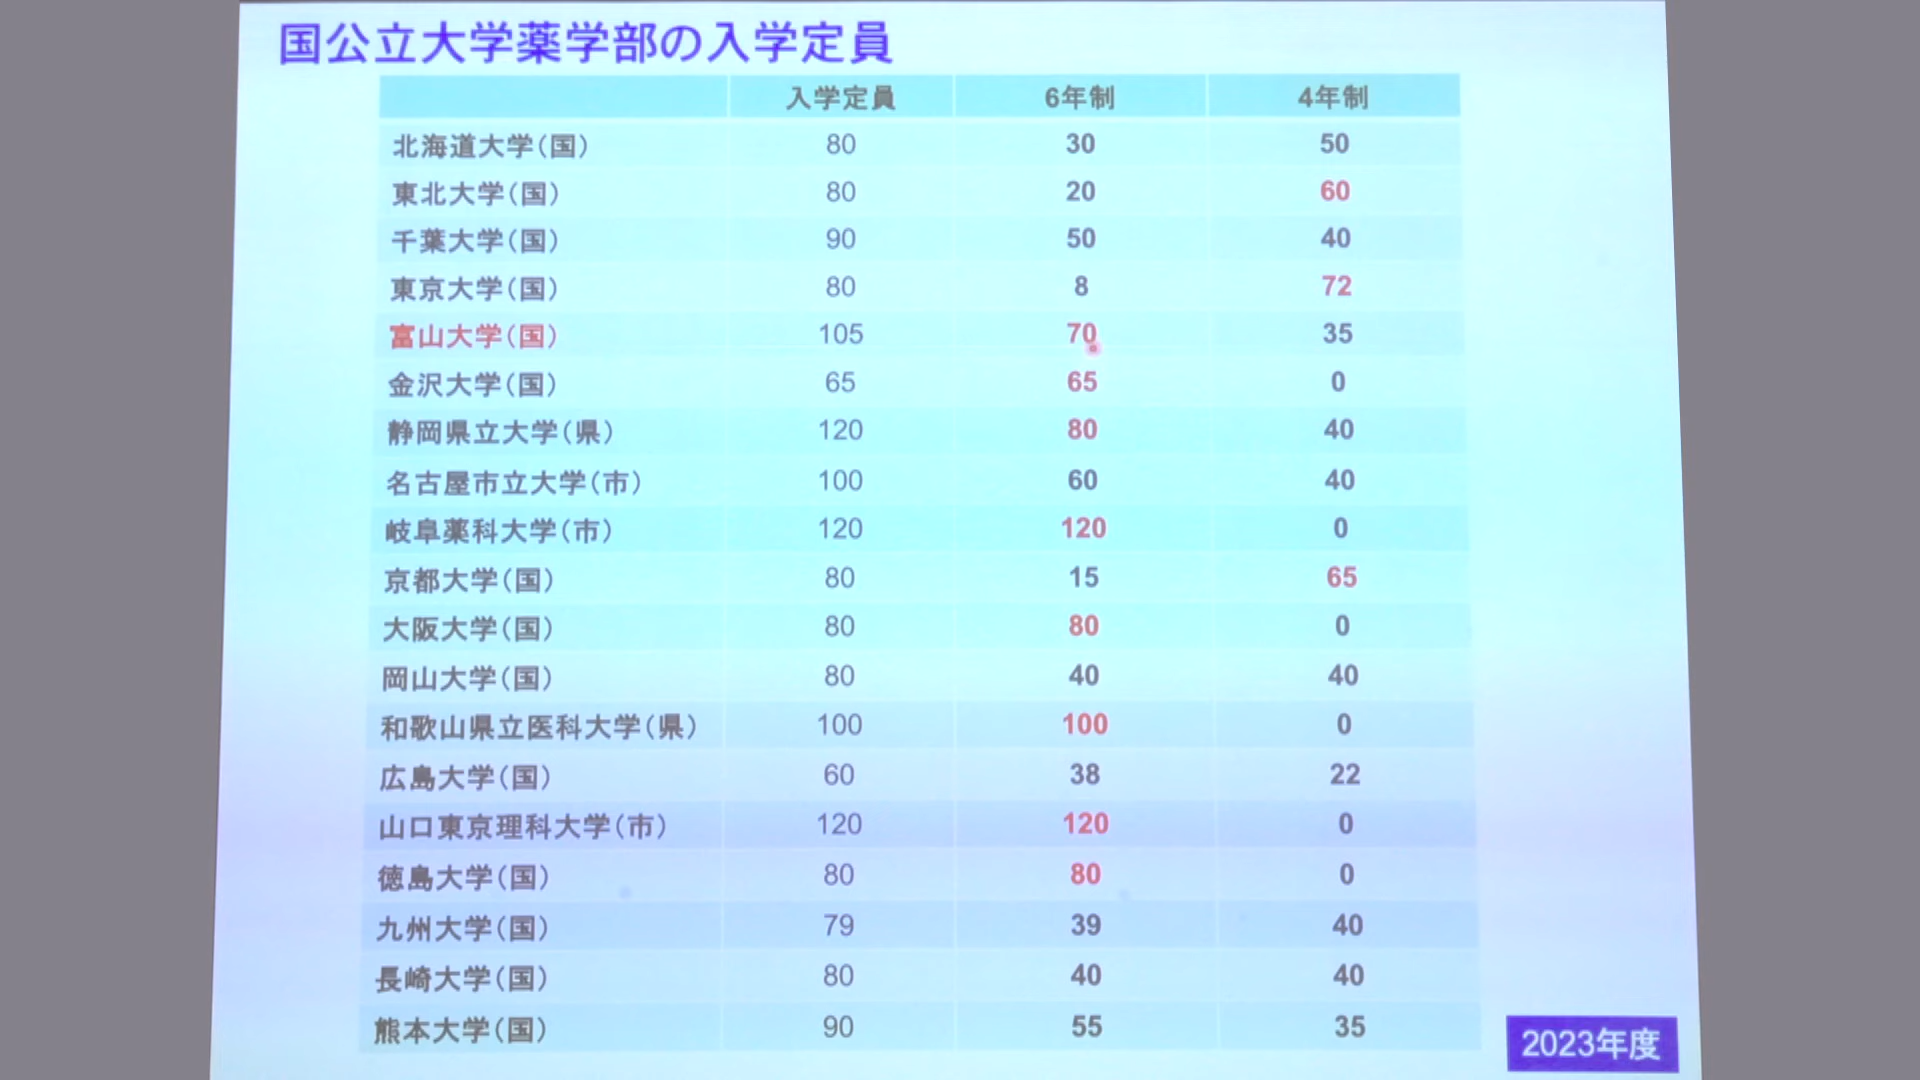 国公立大学薬学部の入学定員
入学定員 6年制 4年制
北海道大学(国) 80 30 50
東北大学(国) 80 20 60
千葉大学(国) 90 50 40
東京大学(国) 80 8 72
富山大学(国) 105 70 35
金沢大学(国) 65 65 0
静岡県立大学(県) 120 80 40
名古屋市立大学(市) 100 60 40
岐阜薬科大学(市) 120 120 0
京都大学(国) 80 15 65
大阪大学(国) 80 80 0
岡山大学(国) 80 40 40
和歌山県立医科大学(県) 100 100 0
広島大学(国) 60 38 22
山口東京理科大学(市) 120 120 0
徳島大学(国) 80 80 0
九州大学(国) 79 39 40
長崎大学(国) 80 40 40
熊本大学(国) 90 55 35
2023年度